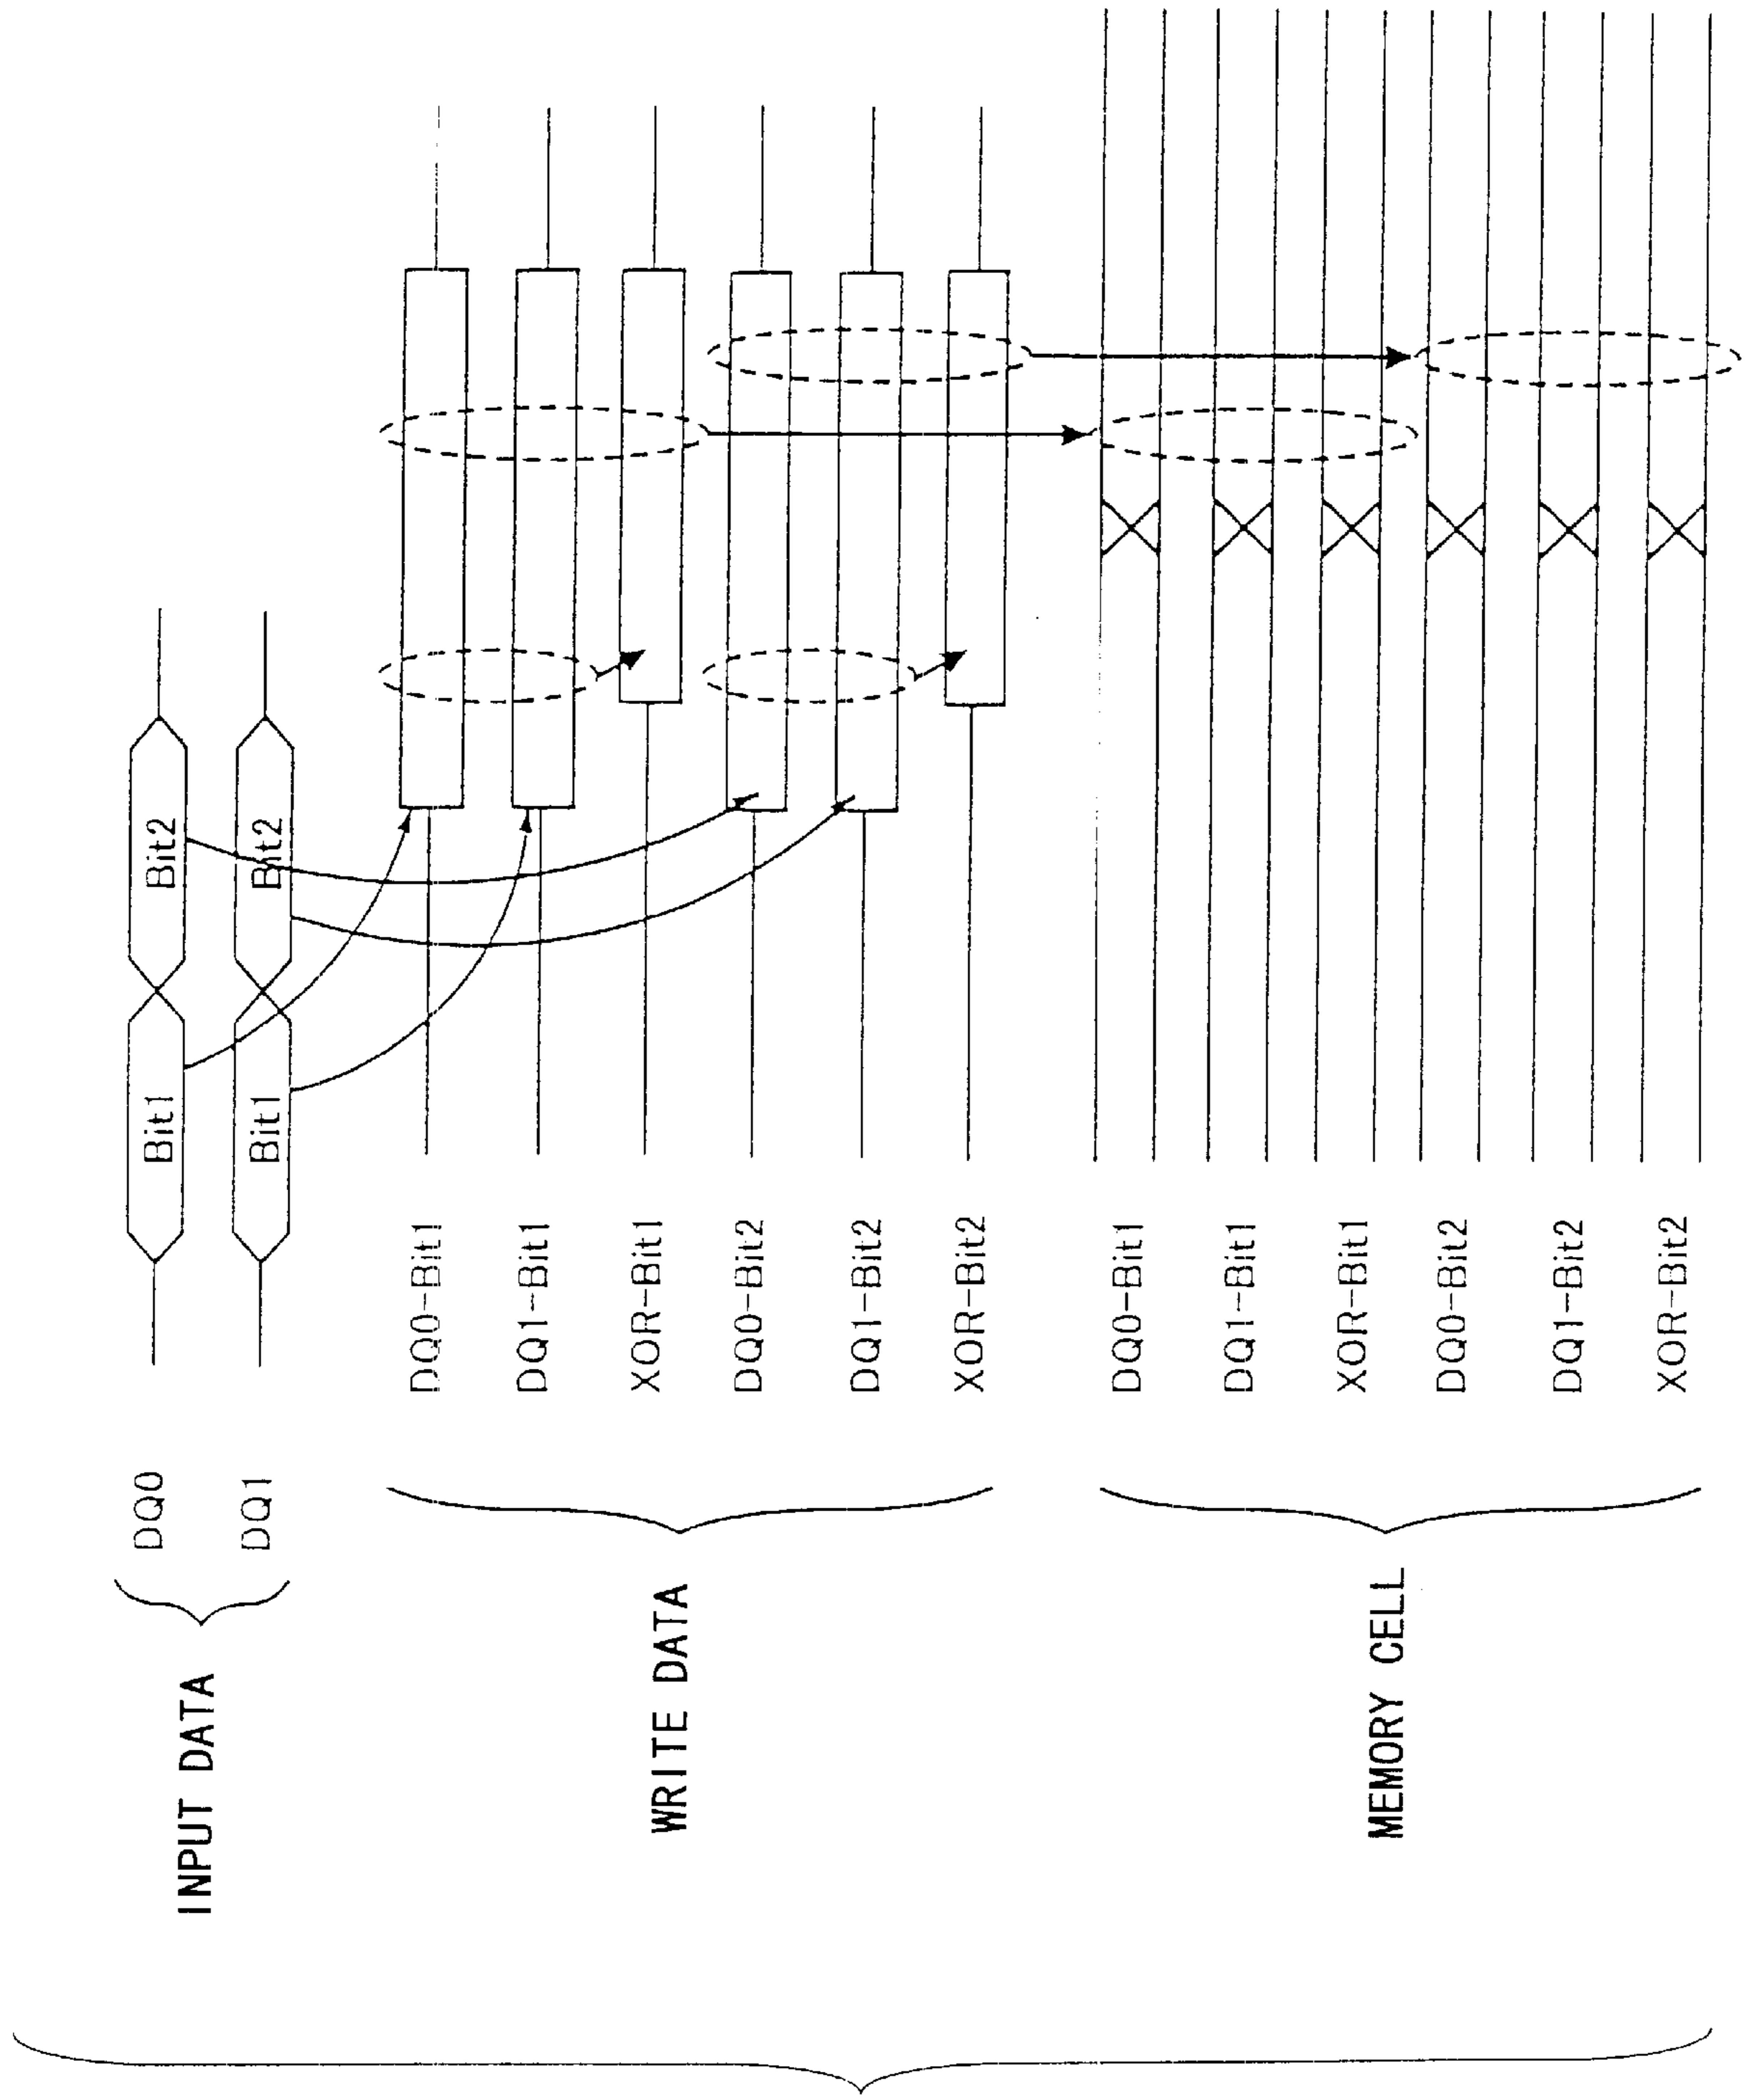 INPUT DATA
DQ0
Bit1
Bit2
DQ1
Bit1
Bit2
WRITE DATA
DQ0-Bit1
DQ1-Bit1
XOR-Bit1
DQ0-Bit2
DQ1-Bit2
XOR-Bit2
MEMORY CELL
DQ0-Bit1
DQ1-Bit1
XOR-Bit1
DQ0-Bit2
DQ1-Bit2
XOR-Bit2